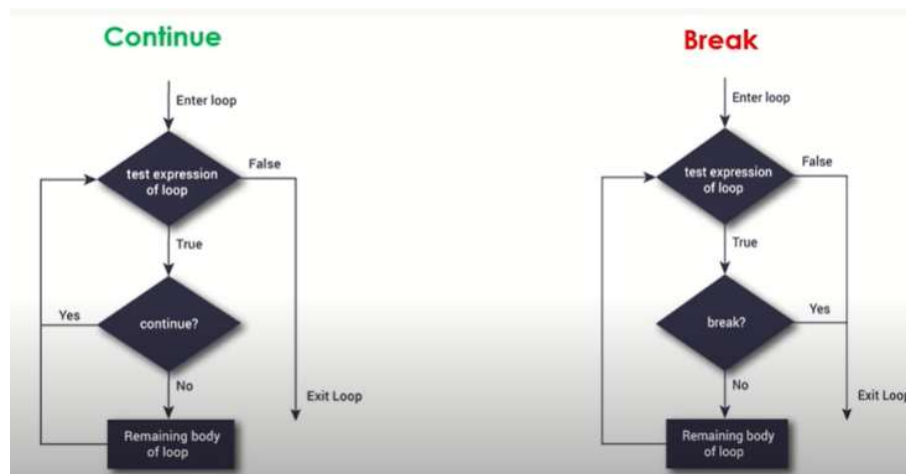 Continue
Enter loop
test expression
of loop
False
True
continue?
Yes
No
Exit Loop
Remaining body
of loop
Break
Enter loop
test expression
of loop
False
True
break?
Yes
No
Exit Loop
Remaining body
of loop